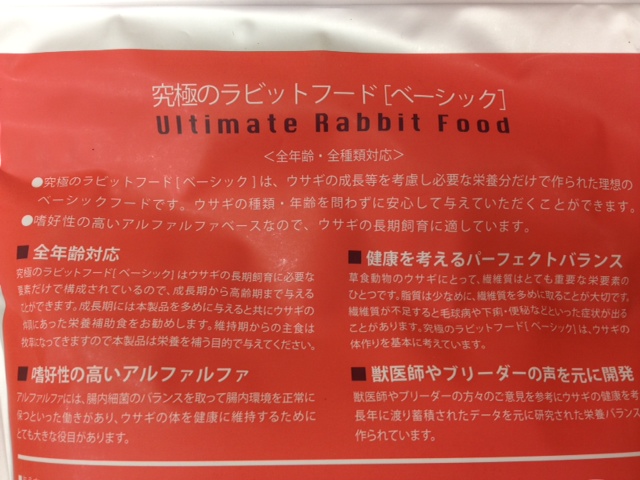 究極のラビットフード[ベーシック]
Ultimate Rabbit Food
＜全年齢・全種類対応＞
●究極のラビットフード[ベーシック]は、ウサギの成長等を考慮し必要な栄養分だけで作られた理想の
ベーシックフードです。ウサギの種類・年齢を問わずに安心して与えていただくことができます。
●嗜好性の高いアルファルファベースなので、ウサギの長期飼育に適しています。
■全年齢対応
究極のラビットフード[ベーシック]はウサギの長期飼育に必要な
要素だけで構成されているので、成長期から高齢期まで与える
ことができます。成長期には本製品を多めに与えると共にウサギの
体調にあった栄養補助食をお勧めします。維持期からの主食は
牧草になってきますので本製品は栄養を補う目的で与えてください。
■嗜好性の高いアルファルファ
アルファルファには、腸内細菌のバランスを取って腸内環境を正常に
保つといった働きがあり、ウサギの体を健康に維持するために
とても大きな役目があります。
■健康を考えるパーフェクトバランス
草食動物のウサギにとって、繊維質はとても重要な栄養要素の
ひとつです。脂質は少なめに、繊維質を多めに取ることが大切です。
繊維質が不足すると毛球病や下痢・便秘などといった症状が出る
ことがあります。究極のラビットフード[ベーシック]は、ウサギの
体作りを基本に考えています。
■獣医師やブリーダーの声を元に開発
獣医師やブリーダーの方々のご意見を参考にウサギの健康を考
長年に渡り蓄積されたデータを元に研究された栄養バランス
作られています。